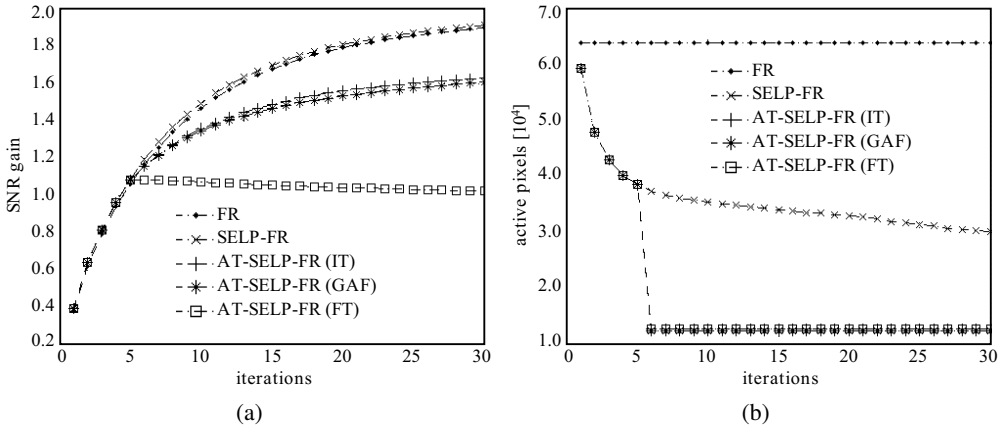 2.0
1.8
1.6
1.4
1.2
1.0
0.8
0.6
0.4
0.2
SNR gain
FR
SELP-FR
AT-SELP-FR (IT)
AT-SELP-FR (GAF)
AT-SELP-FR (FT)
0 5 10 15 20 25 30
iterations
(a)
7.0
6.0
5.0
4.0
3.0
2.0
1.0
active pixels [10⁴]
FR
SELP-FR
AT-SELP-FR (IT)
AT-SELP-FR (GAF)
AT-SELP-FR (FT)
0 5 10 15 20 25 30
iterations
(b)